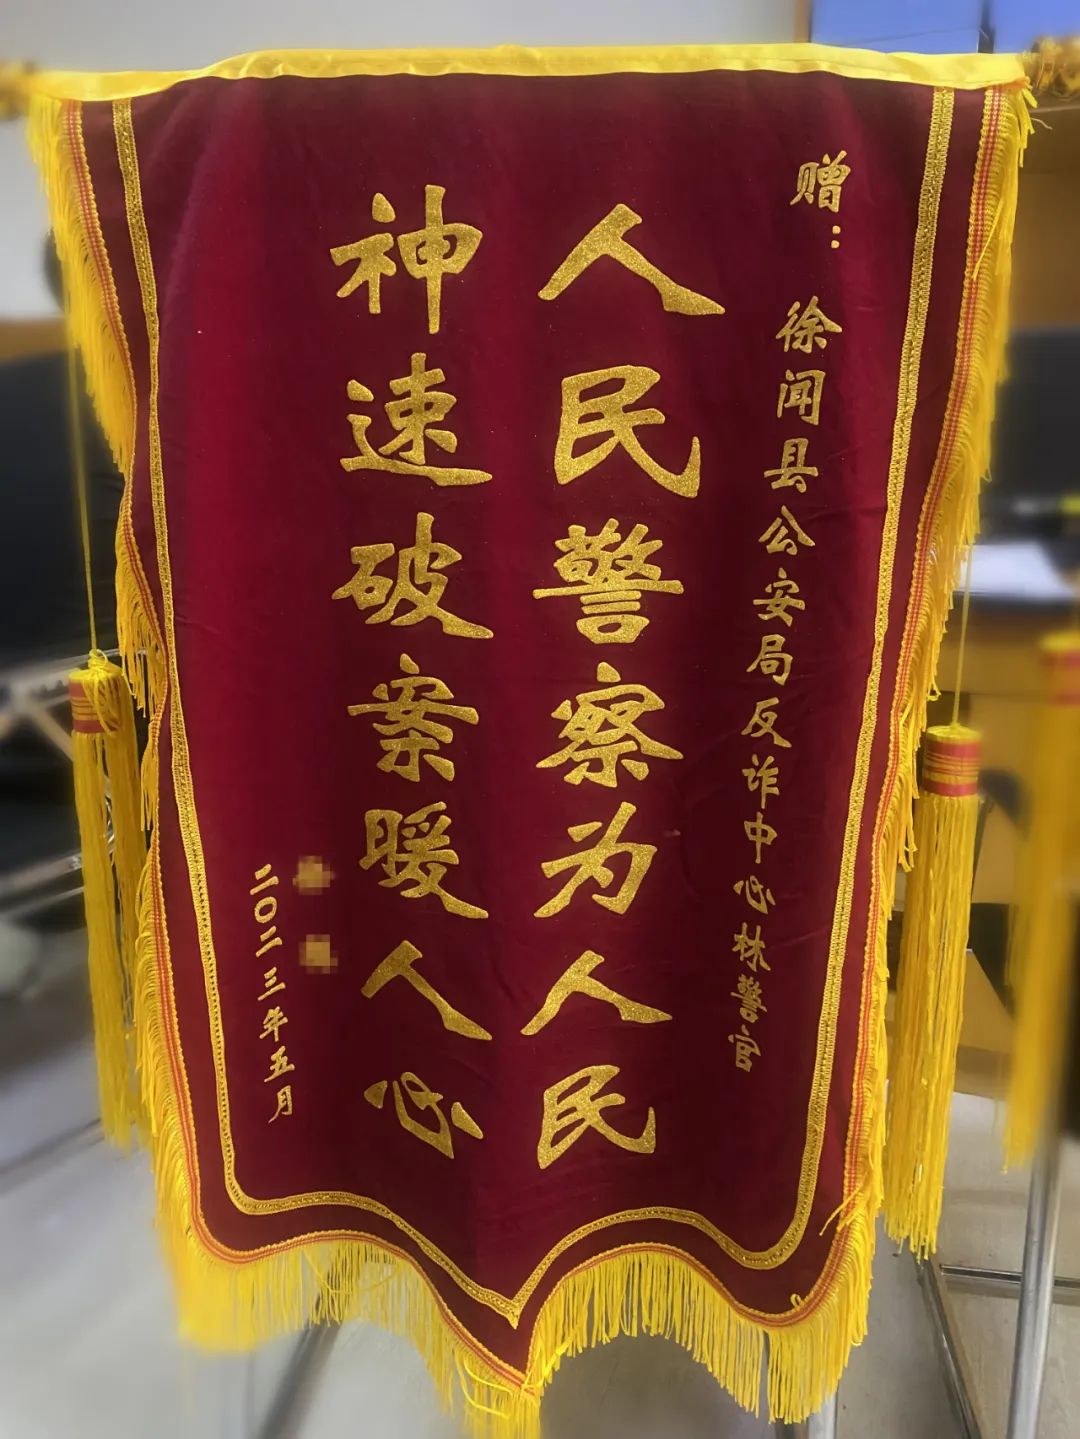 赠：徐闻县公安局反诈中心林警官
人民警察为人民
神速破案暖人心
二〇二三年五月